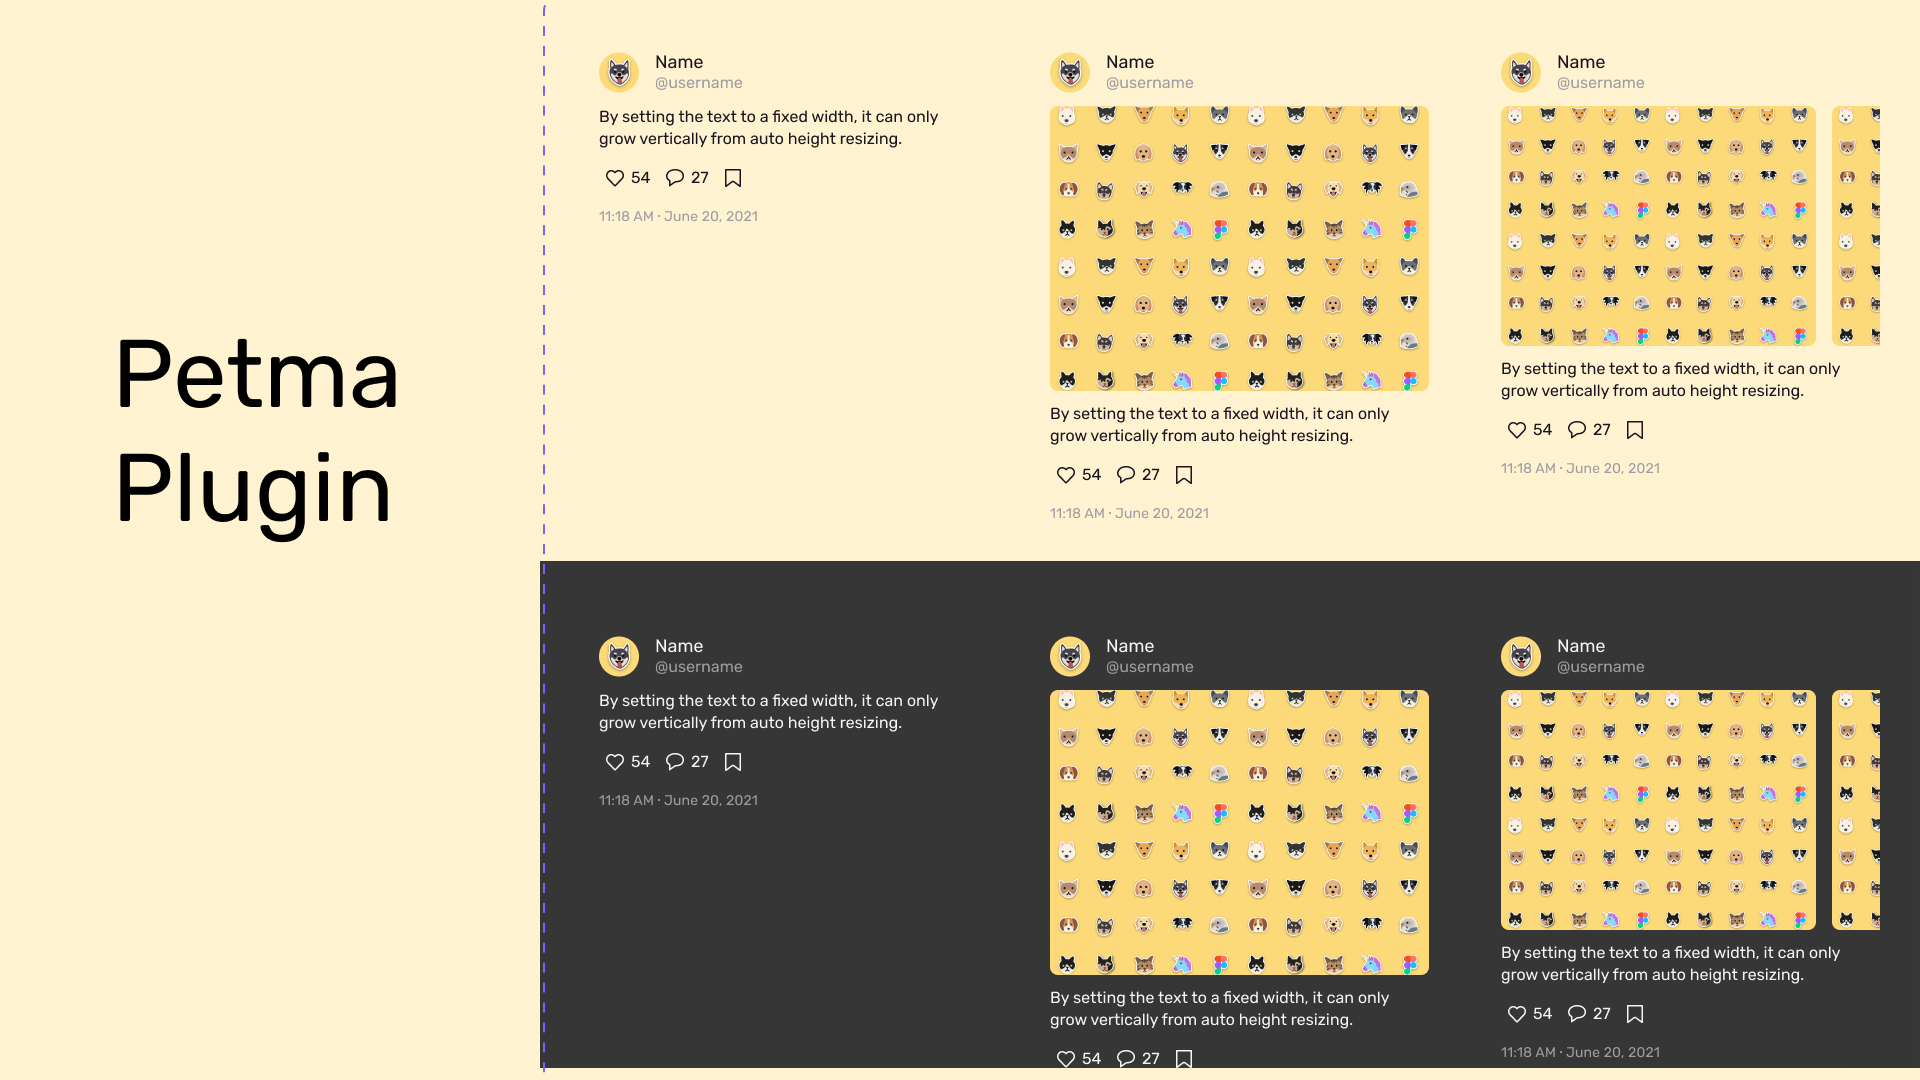 Petma
Plugin
Name
@username
By setting the text to a fixed width, it can only
grow vertically from auto height resizing.
54 27
11:18 AM · June 20, 2021
Name
@username
By setting the text to a fixed width, it can only
grow vertically from auto height resizing.
54 27
11:18 AM · June 20, 2021
Name
@username
By setting the text to a fixed width, it can only
grow vertically from auto height resizing.
54 27
11:18 AM · June 20, 2021
Name
@username
By setting the text to a fixed width, it can only
grow vertically from auto height resizing.
54 27
11:18 AM · June 20, 2021
Name
@username
By setting the text to a fixed width, it can only
grow vertically from auto height resizing.
54 27
Name
@username
By setting the text to a fixed width, it can only
grow vertically from auto height resizing.
54 27
11:18 AM · June 20, 2021